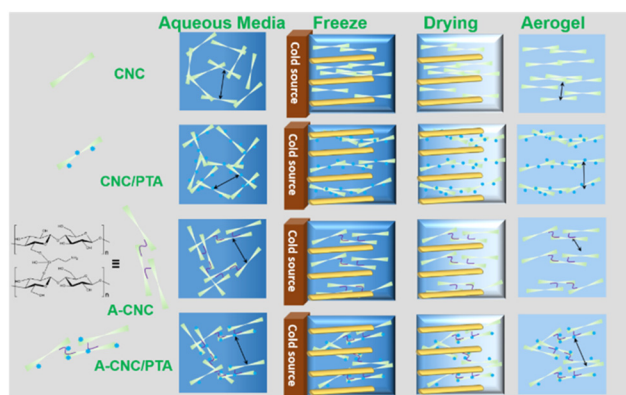 Aqueous Media Freeze Drying Aerogel
CNC
Cold source
CNC/PTA
Cold source
n
n
A-CNC
Cold source
A-CNC/PTA
Cold source